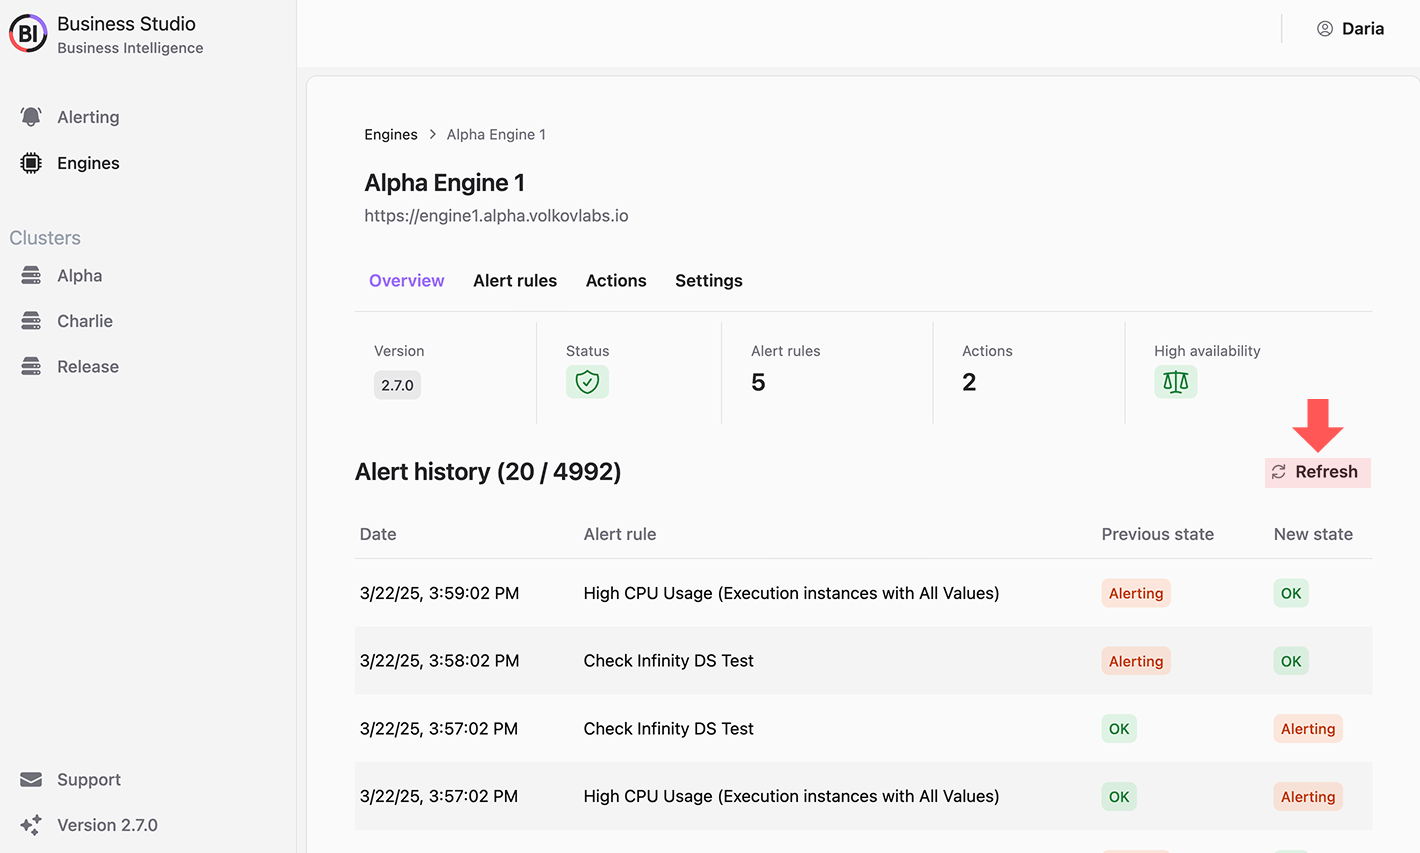 BI
Business Studio
Business Intelligence
Daria
Alerting
Engines
Clusters
Alpha
Charlie
Release
Support
Version 2.7.0
Engines > Alpha Engine 1
Alpha Engine 1
https://engine1.alpha.volkovlabs.io
Overview Alert rules Actions Settings
Version Status Alert rules Actions High availability
2.7.0 5 2
Alert history (20 / 4992) Refresh
Date Alert rule Previous state New state
3/22/25, 3:59:02 PM High CPU Usage (Execution instances with All Values) Alerting OK
3/22/25, 3:58:02 PM Check Infinity DS Test Alerting OK
3/22/25, 3:57:02 PM Check Infinity DS Test OK Alerting
3/22/25, 3:57:02 PM High CPU Usage (Execution instances with All Values) OK Alerting